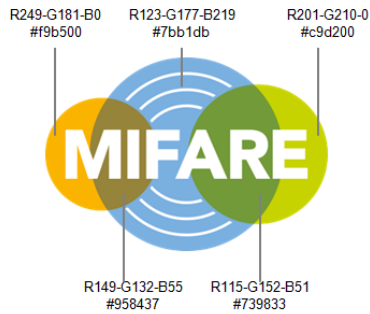 R249-G181-B0 R123-G177-B219 R201-G210-0
#f9b500 #7bb1db #c9d200
MIFARE
R149-G132-B55 R115-G152-B51
#958437 #739833